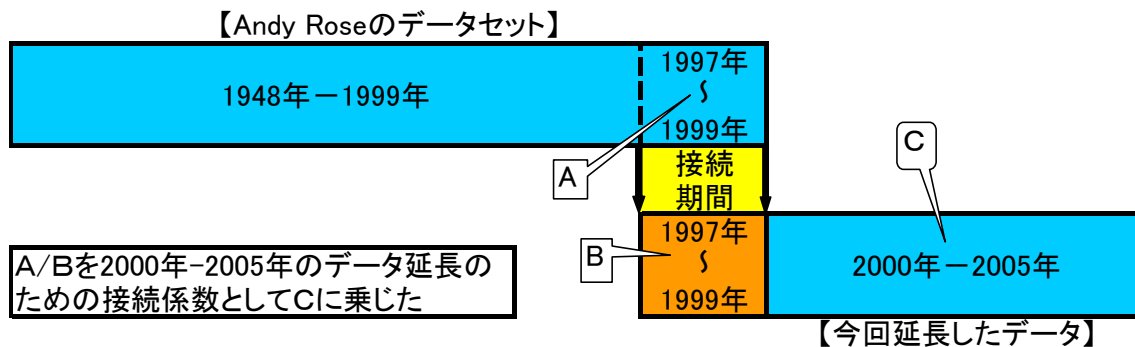 【Andy Roseのデータセット】
1948年－1999年
1997年
～
1999年
A
接続
期間
C
B
1997年
～
1999年
2000年－2005年
A/Bを2000年-2005年のデータ延長の
ための接続係数としてCに乗じた
【今回延長したデータ】